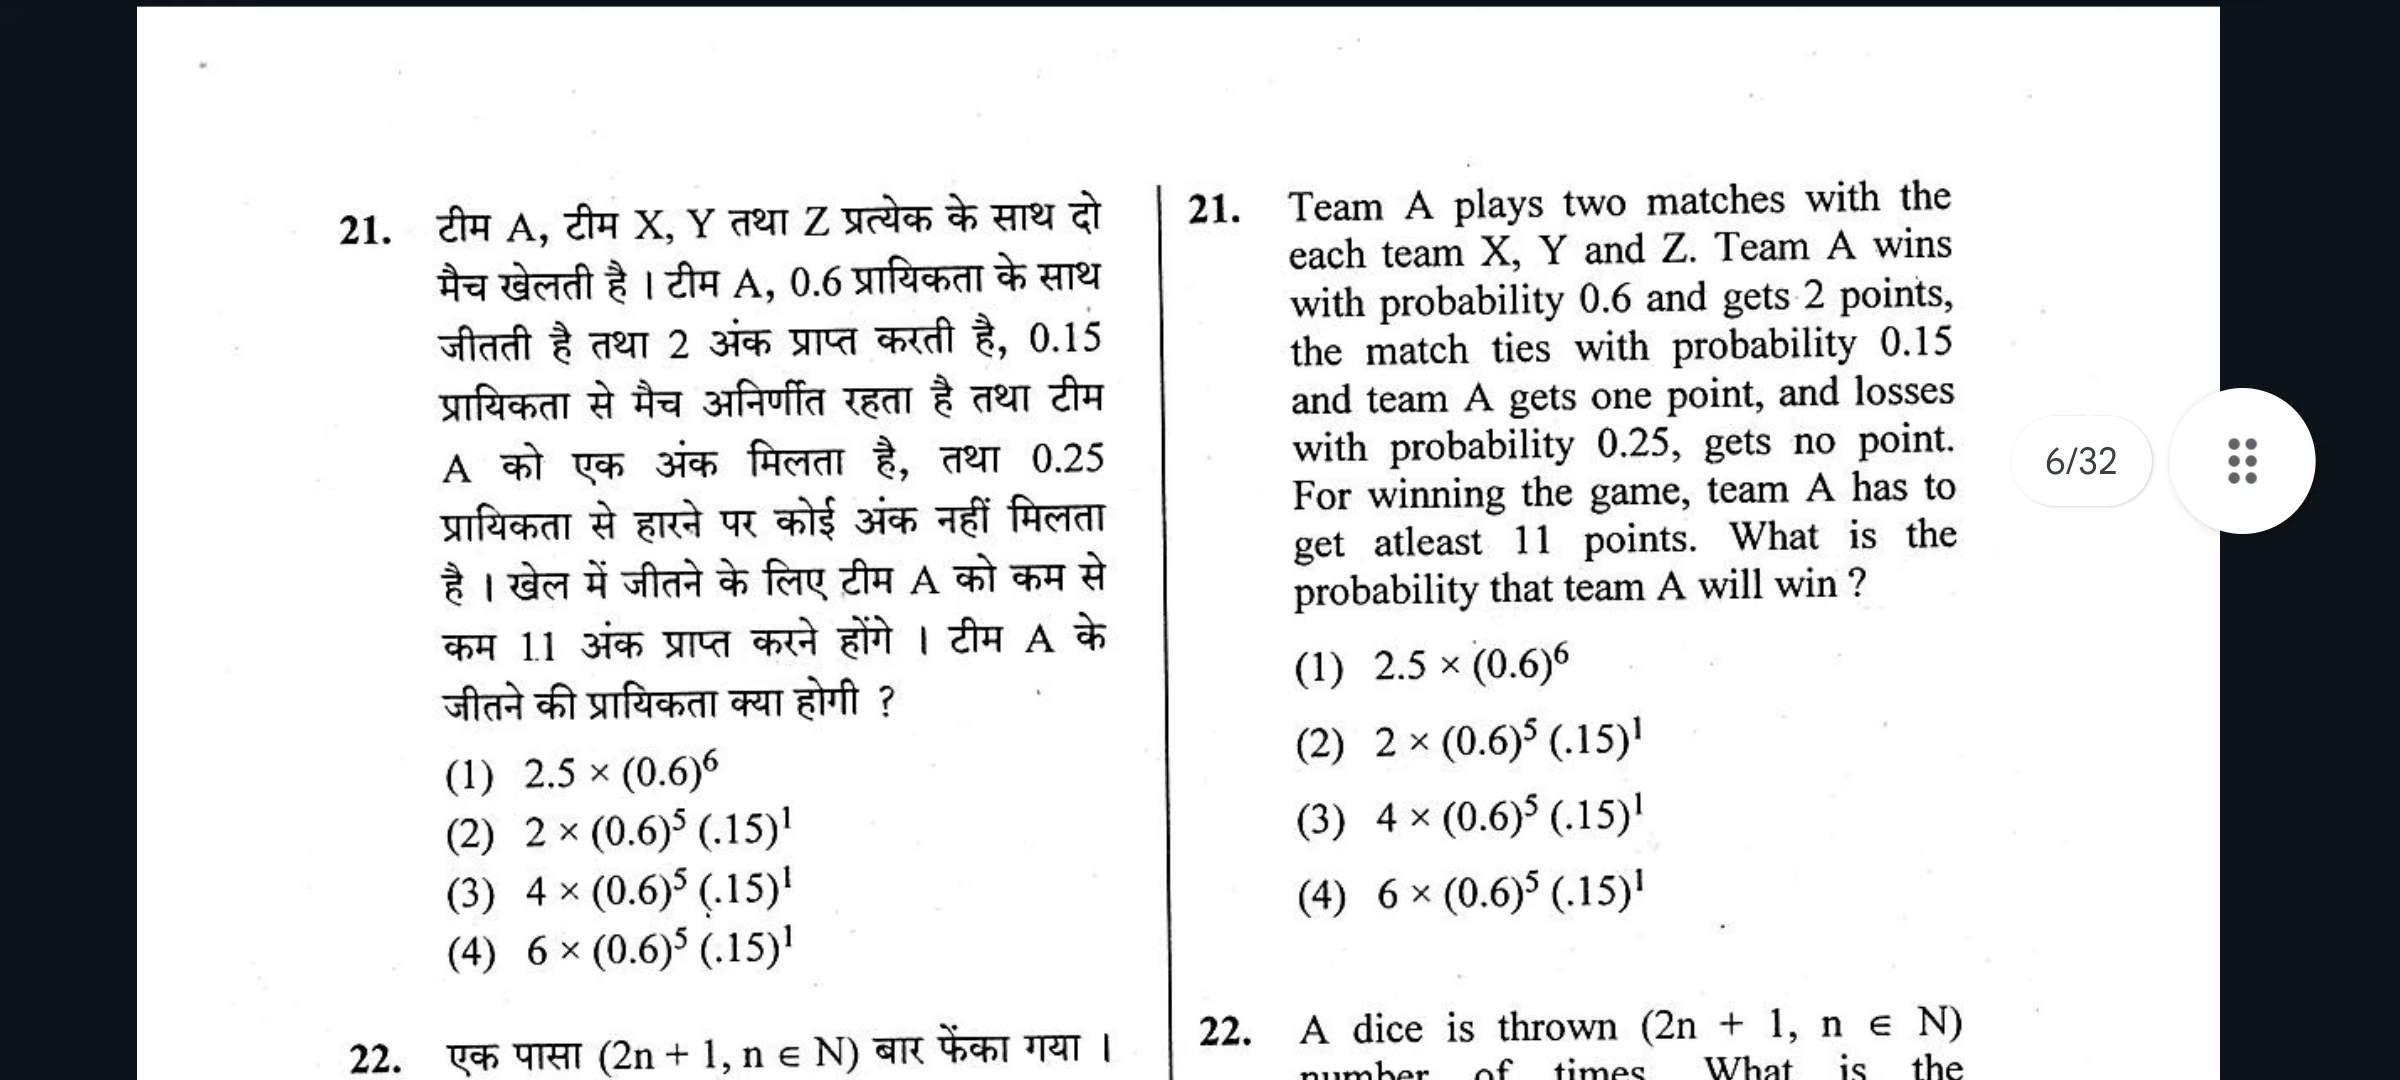 21. टीम A, टीम X, Y तथा Z प्रत्येक के साथ दो
मैच खेलती है । टीम A, 0.6 प्रायिकता के साथ
जीतती है तथा 2 अंक प्राप्त करती है, 0.15
प्रायिकता से मैच अनिर्णीत रहता है तथा टीम
A को एक अंक मिलता है, तथा 0.25
प्रायिकता से हारने पर कोई अंक नहीं मिलता
है । खेल में जीतने के लिए टीम A को कम से
कम 11 अंक प्राप्त करने होंगे । टीम A के
जीतने की प्रायिकता क्या होगी ?
(1) 2.5 × (0.6)⁶
(2) 2 × (0.6)⁵ (.15)¹
(3) 4 × (0.6)⁵ (.15)¹
(4) 6 × (0.6)⁵ (.15)¹
22. एक पासा (2n + 1, n ∈ N) बार फेंका गया ।
21. Team A plays two matches with the
each team X, Y and Z. Team A wins
with probability 0.6 and gets 2 points,
the match ties with probability 0.15
and team A gets one point, and losses
with probability 0.25, gets no point.
For winning the game, team A has to
get atleast 11 points. What is the
probability that team A will win ?
(1) 2.5 × (0.6)⁶
(2) 2 × (0.6)⁵ (.15)¹
(3) 4 × (0.6)⁵ (.15)¹
(4) 6 × (0.6)⁵ (.15)¹
22. A dice is thrown (2n + 1, n ∈ N)
number of times. What is the
6/32